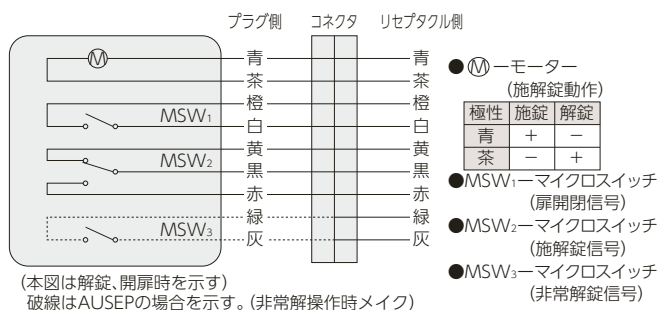 プラグ側 コネクタ リセプタクル側
M
青 青
茶 茶
橙 橙
MSW₁
白 白
黄 黄
MSW₂
黒 黒
赤 赤
緑 緑
MSW₃
灰 灰
(本図は解錠、開扉時を示す)
破線はAUSEPの場合を示す。(非常解操作時メイク)
●Ⓜーモーター
(施解錠動作)
極性 施錠 解錠
青 + −
茶 − +
●MSW₁ーマイクロスイッチ
(扉開閉信号)
●MSW₂ーマイクロスイッチ
(施解錠信号)
●MSW₃ーマイクロスイッチ
(非常解錠信号)